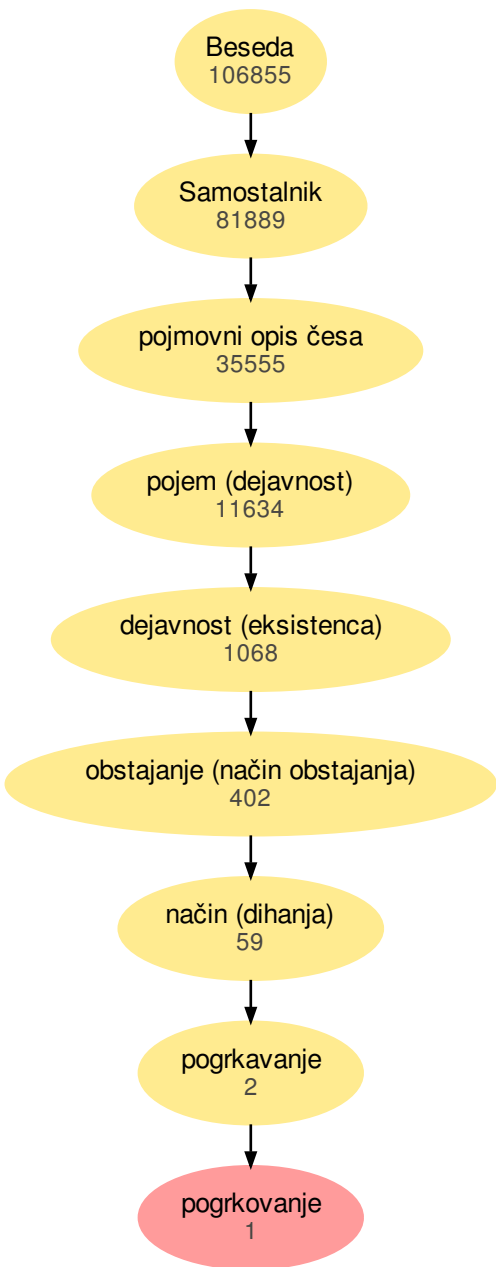 Beseda
106855
Samostalnik
81889
pojmovni opis česa
35555
pojem (dejavnost)
11634
dejavnost (eksistenca)
1068
obstajanje (način obstajanja)
402
način (dihanja)
59
pogrkavanje
2
pogrkovanje
1